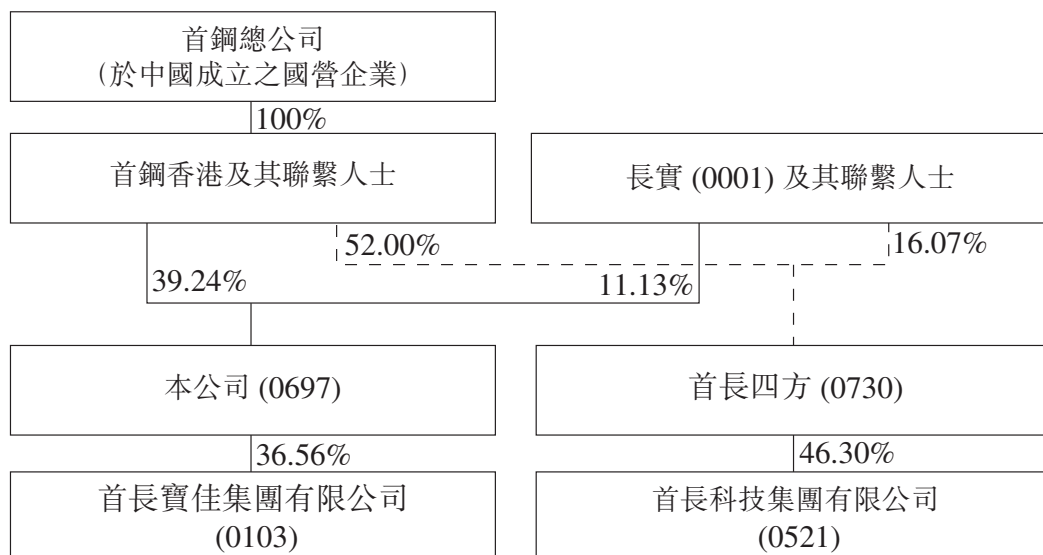 首鋼總公司
(於中國成立之國營企業)
100%
首鋼香港及其聯繫人士
長實 (0001) 及其聯繫人士
52.00%
16.07%
39.24%
11.13%
本公司 (0697)
首長四方 (0730)
36.56%
46.30%
首長寶佳集團有限公司
(0103)
首長科技集團有限公司
(0521)